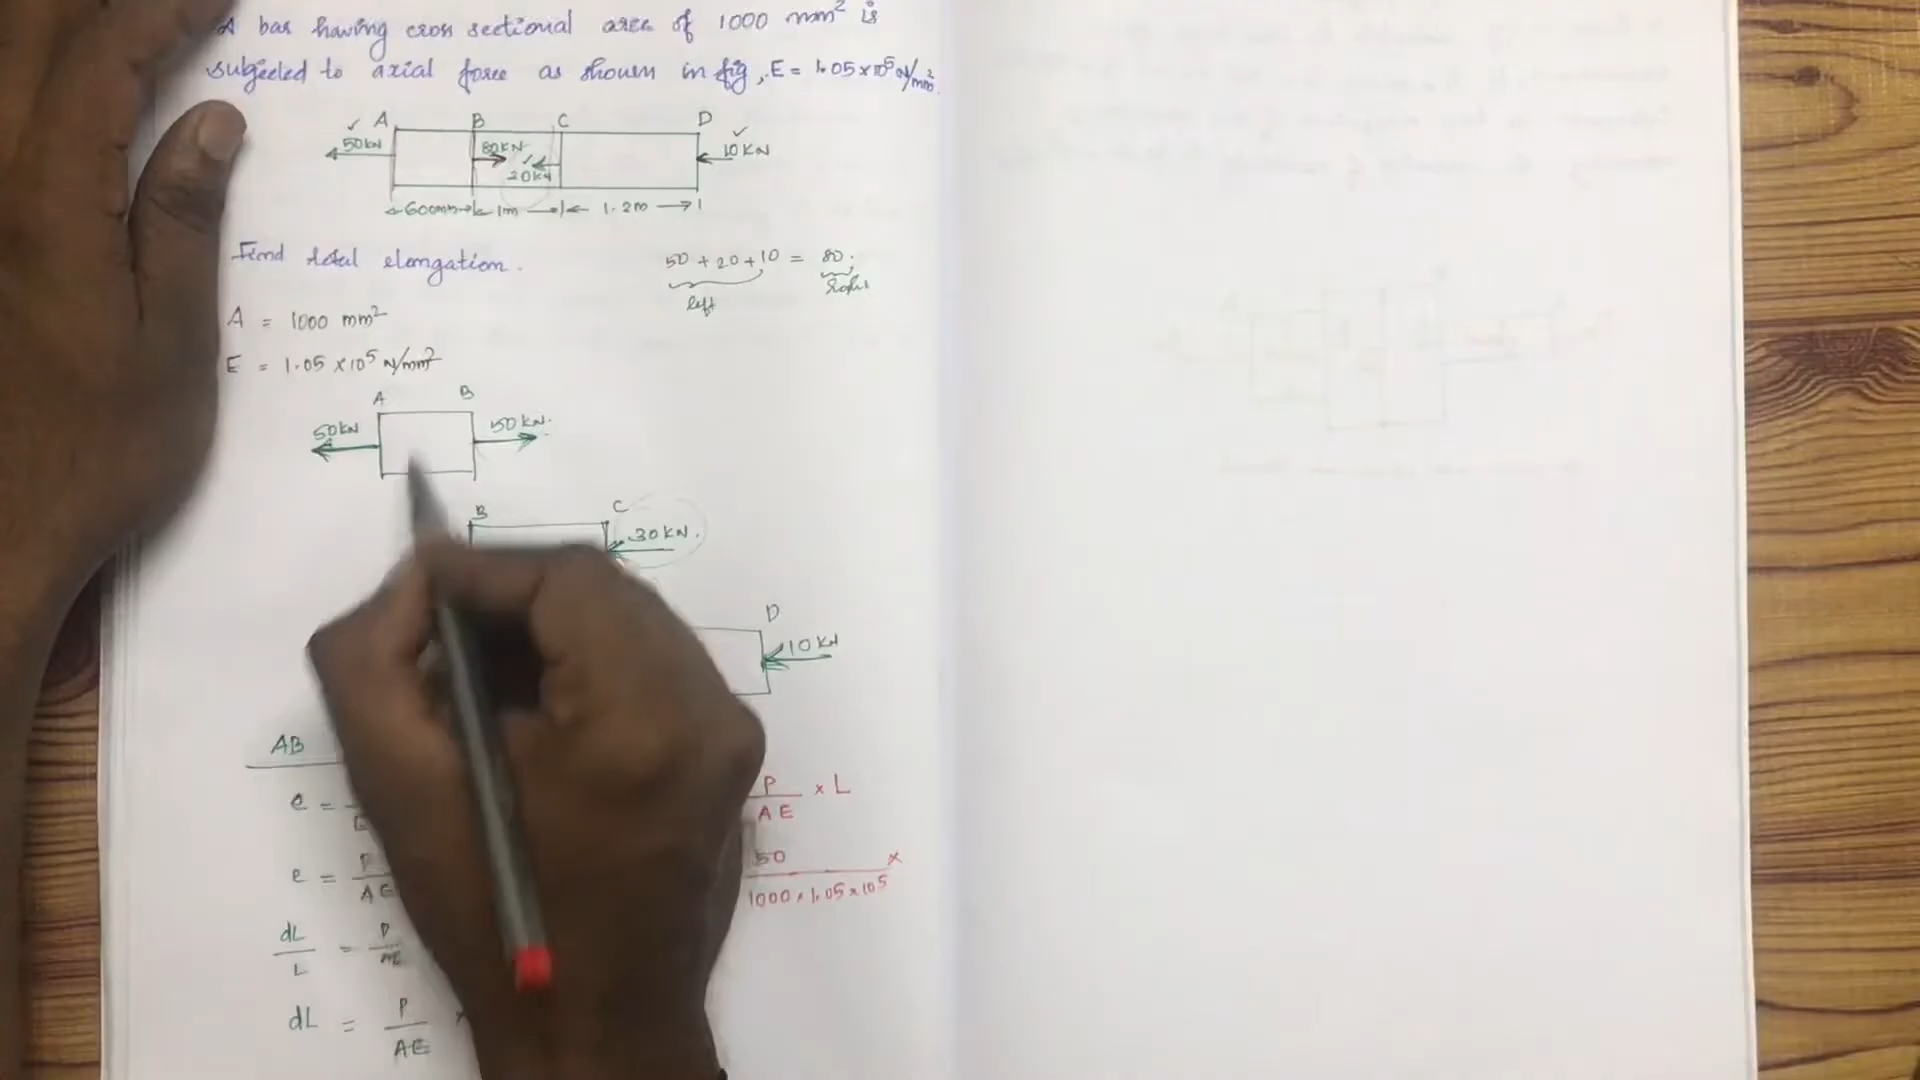 A bar having cross sectional area of 1000 mm² is
subjected to axial force as shown in fig, E = 1.05×10⁵ N/mm².
A B C D
50kN 80KN 20kN 10KN
600mm 1m 1.2m
Find total elongation.
50 + 20 + 10 = 80.
left
A = 1000 mm²
E = 1.05 ×10⁵ N/mm²
A B
50KN 50KN.
B C
30KN.
D
10KN
AB
P/AE × L
e =
50 ×
1000 × 1.05×10⁵
e = P/AE
dL/L =
dL = P/AE